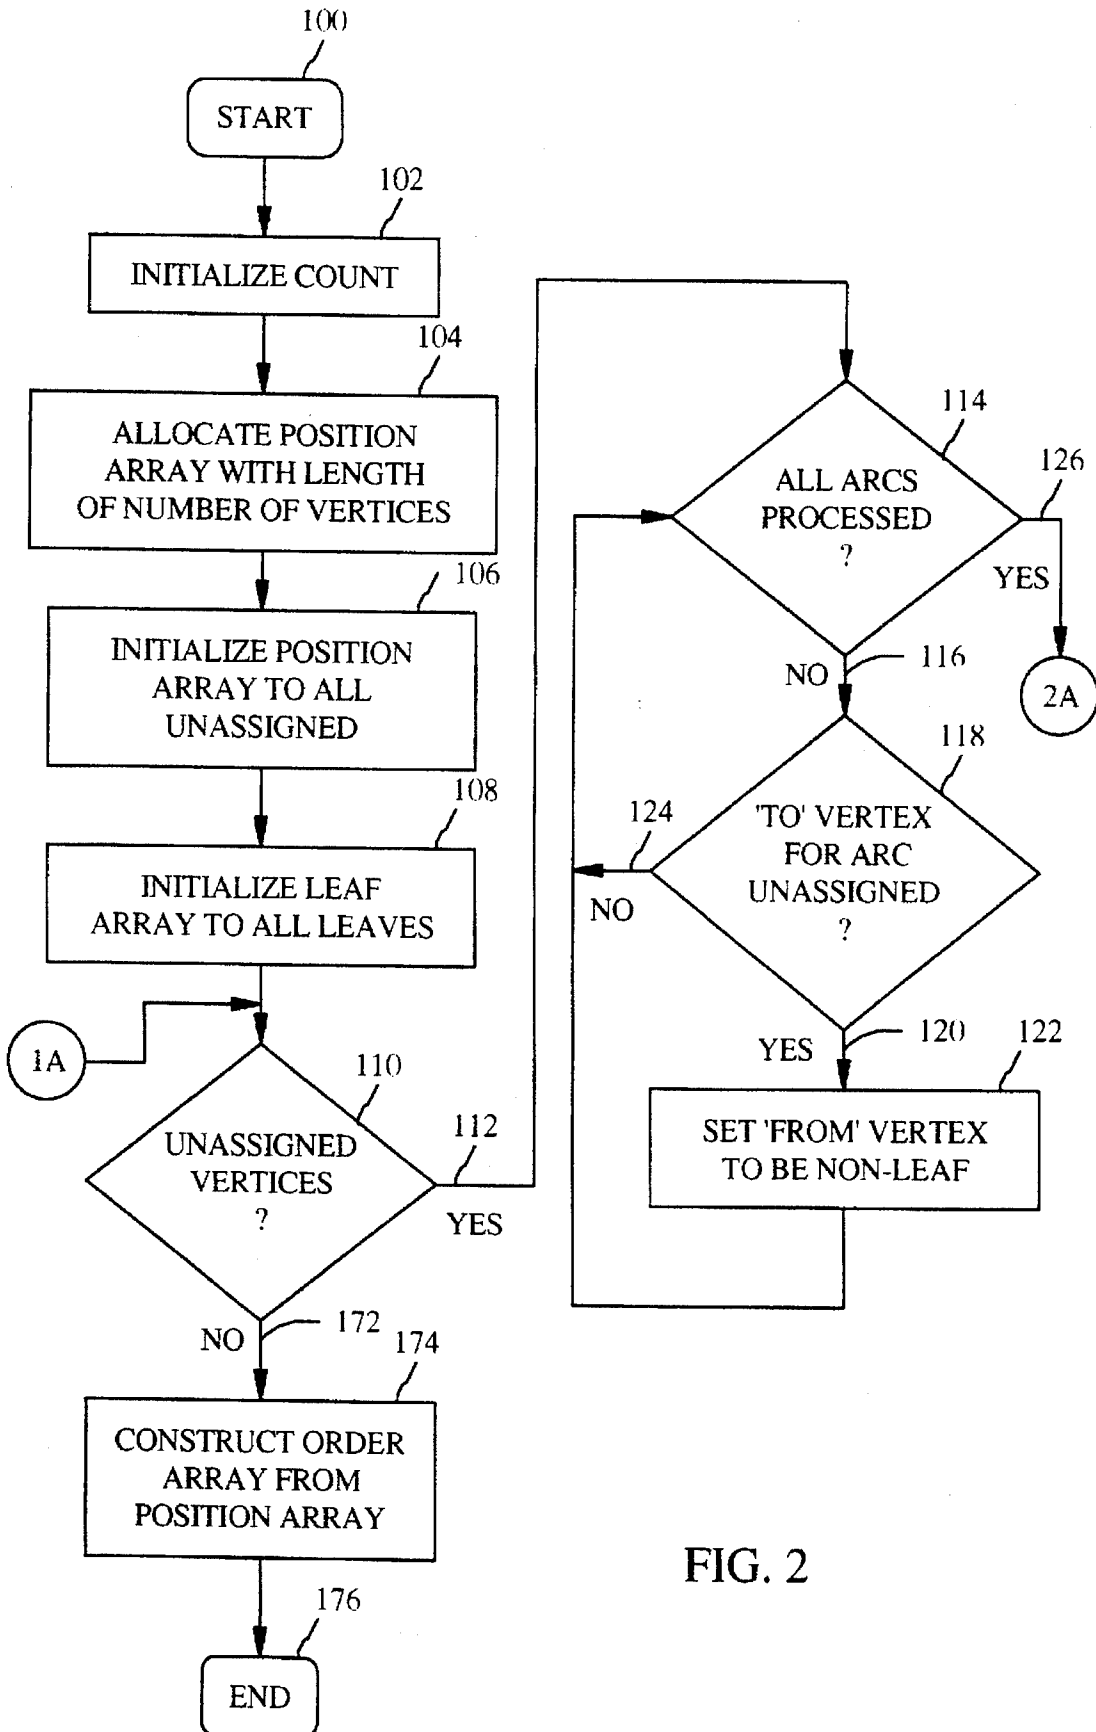 100
START
102
INITIALIZE COUNT
104
ALLOCATE POSITION
ARRAY WITH LENGTH
OF NUMBER OF VERTICES
106
INITIALIZE POSITION
ARRAY TO ALL
UNASSIGNED
108
INITIALIZE LEAF
ARRAY TO ALL LEAVES
1A
110
UNASSIGNED
VERTICES
?
112
YES
NO
172
174
CONSTRUCT ORDER
ARRAY FROM
POSITION ARRAY
176
END
114
ALL ARCS
PROCESSED
?
126
YES
2A
NO
116
118
'TO' VERTEX
FOR ARC
UNASSIGNED
?
124
NO
YES
120
122
SET 'FROM' VERTEX
TO BE NON-LEAF
FIG. 2